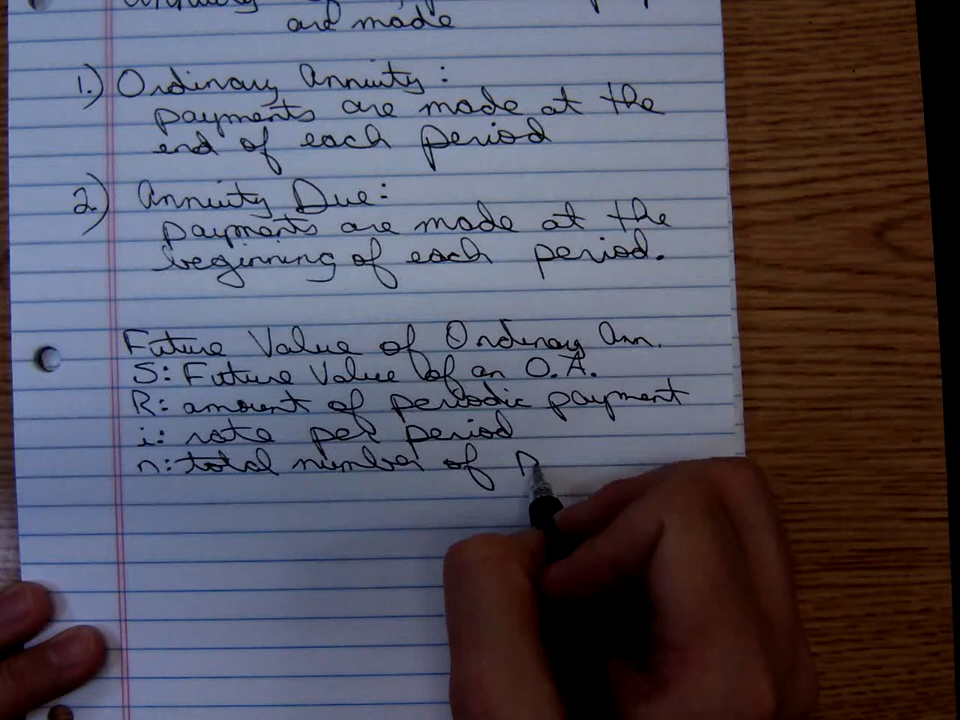 are made
1.) Ordinary Annuity:
payments are made at the
end of each period
2.) Annuity Due:
payments are made at the
beginning of each period.
Future Value of Ordinary Ann.
S: Future Value of an O.A.
R: amount of periodic payment
i: rate per period
n: total number of